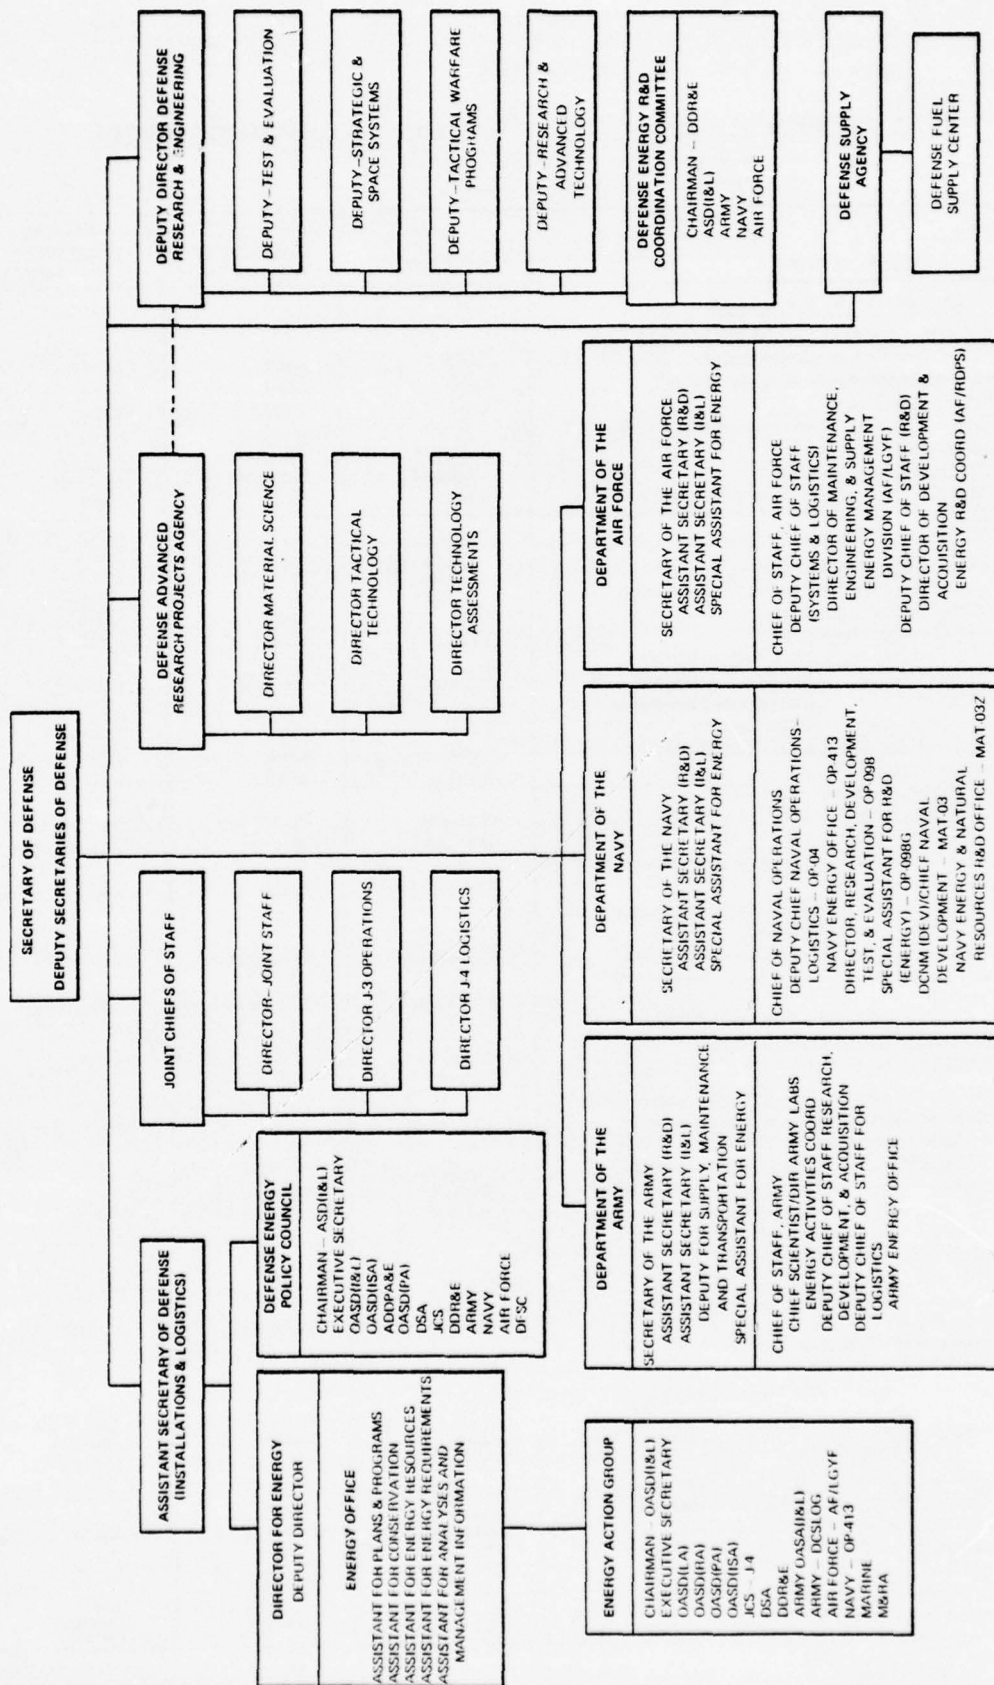 SECRETARY OF DEFENSE
DEPUTY SECRETARIES OF DEFENSE
ASSISTANT SECRETARY OF DEFENSE
(INSTALLATIONS & LOGISTICS)
JOINT CHIEFS OF STAFF
DEFENSE ADVANCED
RESEARCH PROJECTS AGENCY
DEPUTY DIRECTOR DEFENSE
RESEARCH & ENGINEERING
DIRECTOR FOR ENERGY
DEPUTY DIRECTOR
ENERGY OFFICE
ASSISTANT FOR PLANS & PROGRAMS
ASSISTANT FOR CONSERVATION
ASSISTANT FOR ENERGY RESOURCES
ASSISTANT FOR ENERGY REQUIREMENTS
ASSISTANT FOR ANALYSES AND
MANAGEMENT INFORMATION
DEFENSE ENERGY
POLICY COUNCIL
CHAIRMAN – ASD(I&L)
EXECUTIVE SECRETARY
OASD(I&L)
OASD(ISA)
ADDPA&E
OASD(PA)
DSA
JCS
DDR&E
ARMY
NAVY
AIR FORCE
DFSC
DIRECTOR–JOINT STAFF
DIRECTOR J-3 OPERATIONS
DIRECTOR J-4 LOGISTICS
DIRECTOR MATERIAL SCIENCE
DIRECTOR TACTICAL
TECHNOLOGY
DIRECTOR TECHNOLOGY
ASSESSMENTS
DEPUTY–TEST & EVALUATION
DEPUTY–STRATEGIC &
SPACE SYSTEMS
DEPUTY–TACTICAL WARFARE
PROGRAMS
DEPUTY–RESEARCH &
ADVANCED
TECHNOLOGY
DEFENSE ENERGY R&D
COORDINATION COMMITTEE
CHAIRMAN – DDR&E
ASD(I&L)
ARMY
NAVY
AIR FORCE
ENERGY ACTION GROUP
CHAIRMAN – OASD(I&L)
EXECUTIVE SECRETARY
OASD(LA)
OASD(RA)
OASD(PA)
OASD(ISA)
JCS – J-4
DSA
DDR&E
ARMY OASA(I&L)
ARMY – DCSLOG
AIR FORCE – AF/LGYF
NAVY – OP-413
MARINE
M&RA
DEPARTMENT OF THE
ARMY
SECRETARY OF THE ARMY
ASSISTANT SECRETARY (R&D)
ASSISTANT SECRETARY (I&L)
DEPUTY FOR SUPPLY, MAINTENANCE
AND TRANSPORTATION
SPECIAL ASSISTANT FOR ENERGY
CHIEF OF STAFF, ARMY
CHIEF SCIENTIST/DIR ARMY LABS
ENERGY ACTIVITIES COORD
DEPUTY CHIEF OF STAFF RESEARCH,
DEVELOPMENT, & ACQUISITION
DEPUTY CHIEF OF STAFF FOR
LOGISTICS
ARMY ENERGY OFFICE
DEPARTMENT OF THE
NAVY
SECRETARY OF THE NAVY
ASSISTANT SECRETARY (R&D)
ASSISTANT SECRETARY (I&L)
SPECIAL ASSISTANT FOR ENERGY
CHIEF OF NAVAL OPERATIONS
DEPUTY CHIEF NAVAL OPERATIONS–
LOGISTICS – OP-04
NAVY ENERGY OFFICE – OP-413
DIRECTOR, RESEARCH, DEVELOPMENT,
TEST, & EVALUATION – OP-098
SPECIAL ASSISTANT FOR R&D
(ENERGY) – OP-098G
DCNM (DEV)/CHIEF NAVAL
DEVELOPMENT – MAT-03
NAVY ENERGY & NATURAL
RESOURCES R&D OFFICE – MAT-03Z
DEPARTMENT OF THE
AIR FORCE
SECRETARY OF THE AIR FORCE
ASSISTANT SECRETARY (R&D)
ASSISTANT SECRETARY (I&L)
SPECIAL ASSISTANT FOR ENERGY
CHIEF OF STAFF, AIR FORCE
DEPUTY CHIEF OF STAFF
(SYSTEMS & LOGISTICS)
DIRECTOR OF MAINTENANCE,
ENGINEERING, & SUPPLY
ENERGY MANAGEMENT
DIVISION (AF/LGYF)
DEPUTY CHIEF OF STAFF (R&D)
DIRECTOR OF DEVELOPMENT &
ACQUISITION
ENERGY R&D COORD (AF/RDPS)
DEFENSE SUPPLY
AGENCY
DEFENSE FUEL
SUPPLY CENTER